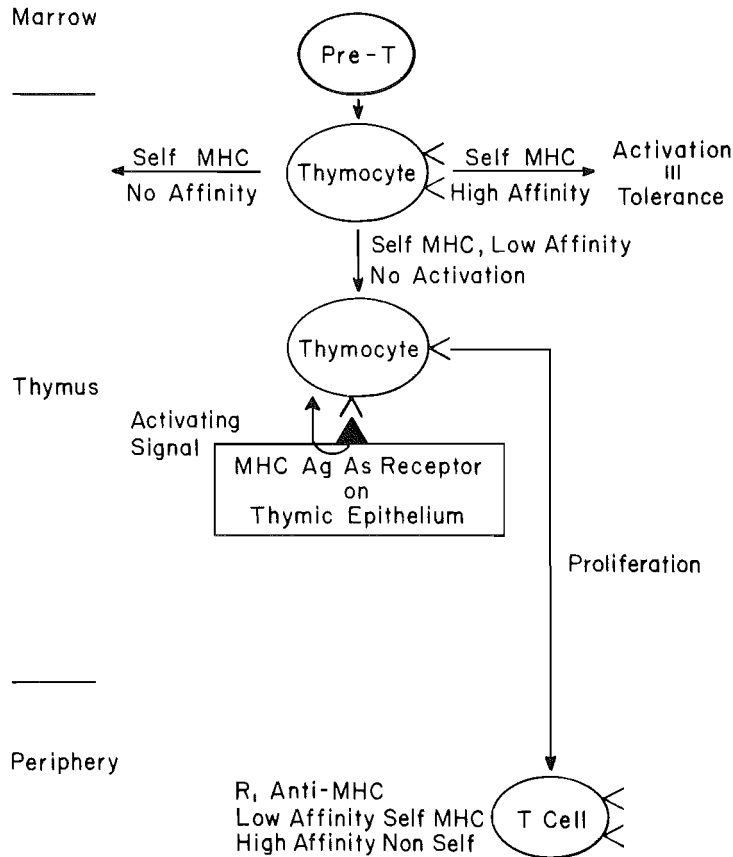 Marrow
Pre-T
Self MHC
No Affinity
Thymocyte
Self MHC
High Affinity
Activation
≡
Tolerance
Self MHC, Low Affinity
No Activation
Thymocyte
Thymus
Activating
Signal
MHC Ag As Receptor
on
Thymic Epithelium
Proliferation
Periphery
R₁ Anti-MHC
Low Affinity Self MHC
High Affinity Non Self
T Cell